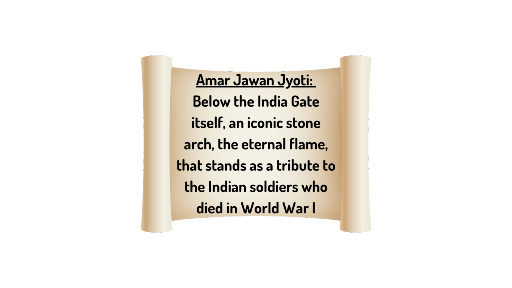 Amar Jawan Jyoti:
Below the India Gate
itself, an iconic stone
arch, the eternal flame,
that stands as a tribute to
the Indian soldiers who
died in World War I